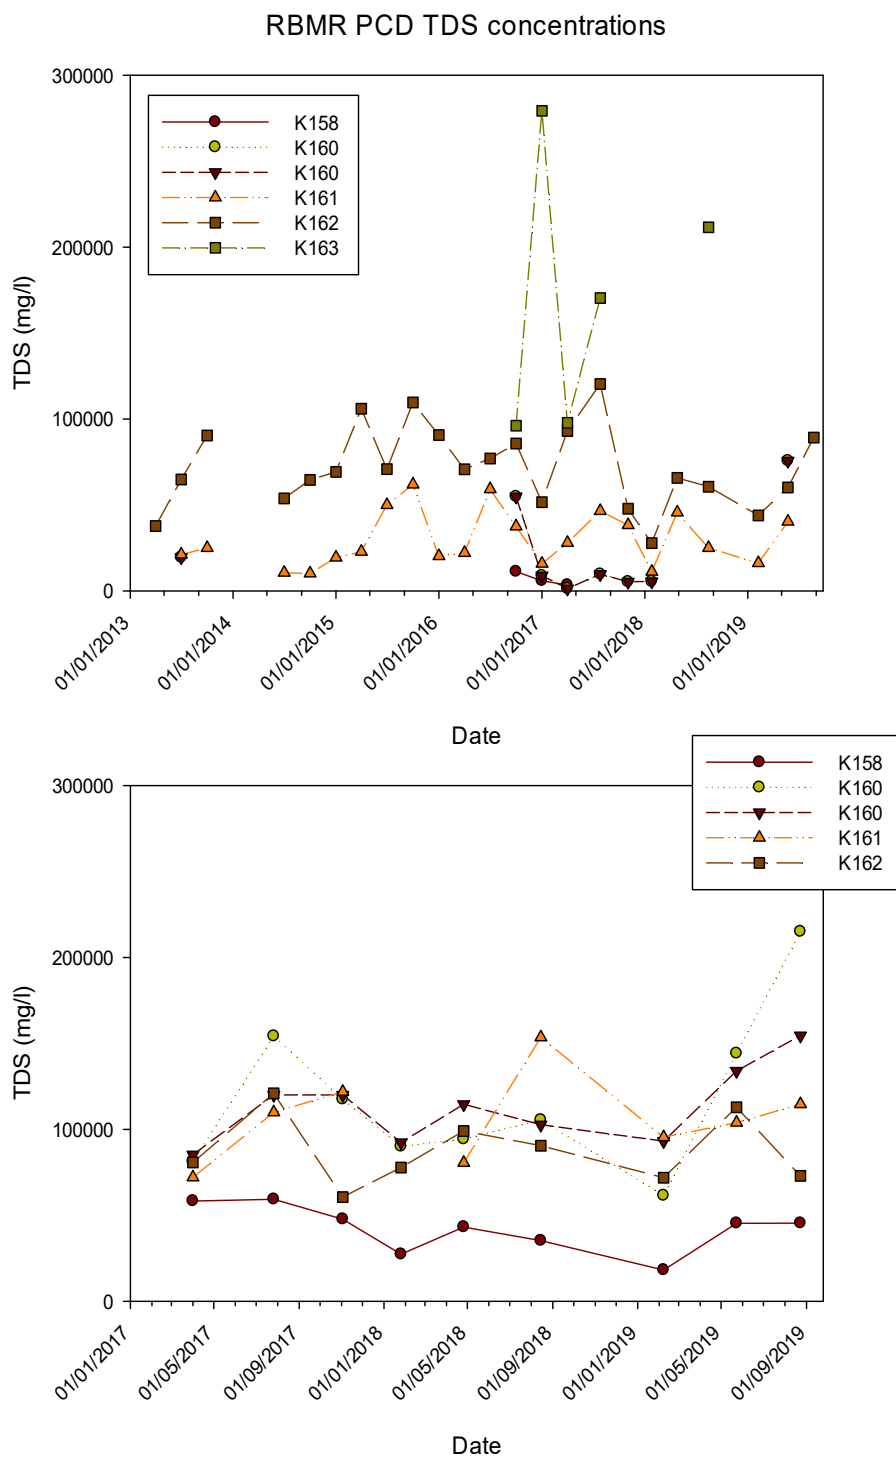 RBMR PCD TDS concentrations
300000
K158
K160
K160
K161
K162
K163
200000
TDS (mg/l)
100000
0
01/01/2013
01/01/2014
01/01/2015
01/01/2016
01/01/2017
01/01/2018
01/01/2019
Date
K158
K160
K160
K161
K162
300000
200000
TDS (mg/l)
100000
0
01/01/2017
01/05/2017
01/09/2017
01/01/2018
01/05/2018
01/09/2018
01/01/2019
01/05/2019
01/09/2019
Date